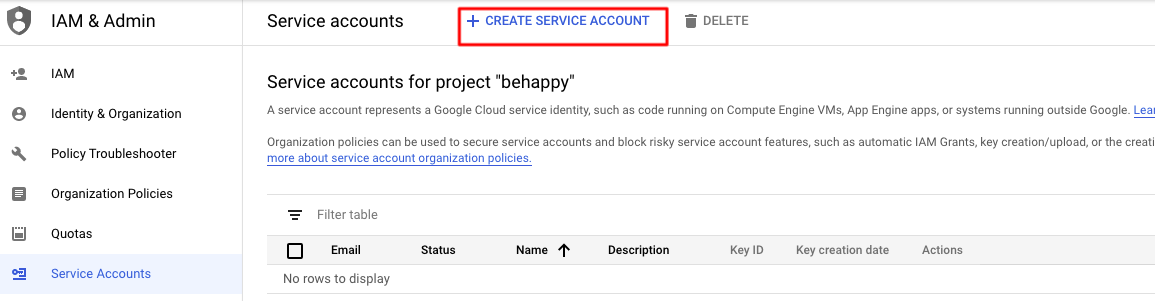 IAM & Admin
Service accounts
CREATE SERVICE ACCOUNT
DELETE
IAM
Identity & Organization
Policy Troubleshooter
Organization Policies
Quotas
Service Accounts
Service accounts for project "behappy"
A service account represents a Google Cloud service identity, such as code running on Compute Engine VMs, App Engine apps, or systems running outside Google.
Organization policies can be used to secure service accounts and block risky service account features, such as automatic IAM Grants, key creation/upload, or the
more about service account organization policies.
Filter table
Email Status Name Description Key ID Key creation date Actions
No rows to display